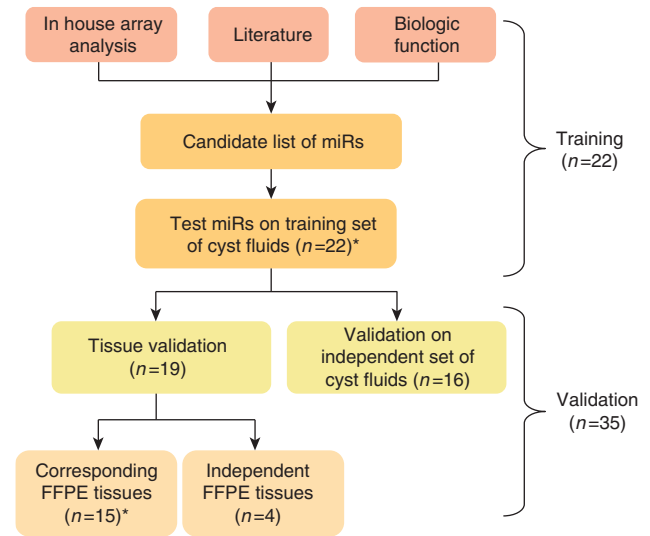 In house array
analysis
Literature
Biologic
function
Candidate list of miRs
Training
(n=22)
Test miRs on training set
of cyst fluids (n=22)*
Tissue validation
(n=19)
Validation on
independent set of
cyst fluids (n=16)
Validation
(n=35)
Corresponding
FFPE tissues
(n=15)*
Independent
FFPE tissues
(n=4)